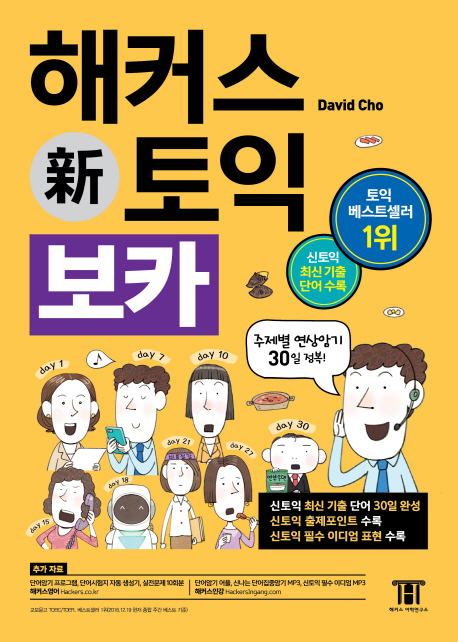 해커스
David Cho
新
토익
보카
토익
베스트셀러
1위
신토익
최신 기출
단어 수록
주제별 연상암기
30일 정복!
day 1
day 7
day 10
day 15
day 18
day 21
day 27
day 30
신토익 최신 기출 단어 30일 완성
신토익 출제포인트 수록
신토익 필수 이디엄 표현 수록
추가 자료
단어암기 프로그램, 단어시험지 자동 생성기, 실전문제 10회분
해커스영어 Hackers.co.kr
단어암기 어플, 신나는 단어집중암기 MP3, 신토익 필수 이디엄 MP3
해커스인강 HackersIngang.com
해커스 어학연구소